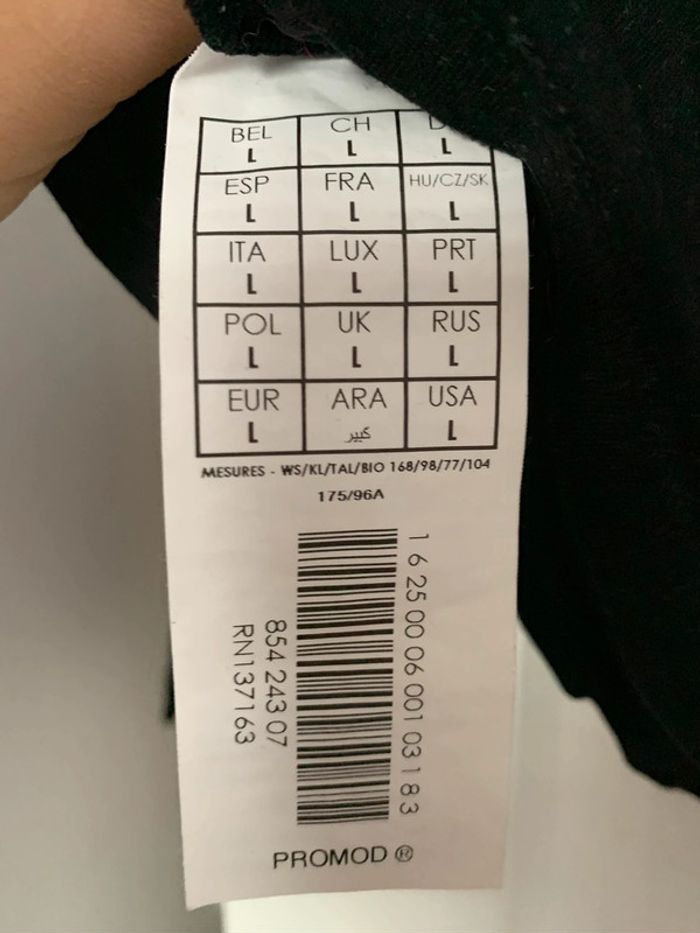 BEL CH
L L L
ESP FRA HU/CZ/SK
L L L
ITA LUX PRT
L L L
POL UK RUS
L L L
EUR ARA USA
L كبير L
MESURES - WS/KL/TAL/BIO 168/98/77/104
175/96A
1 6 25 00 06 001 03 1 8 3
854 243 07
RN137163
PROMOD ®